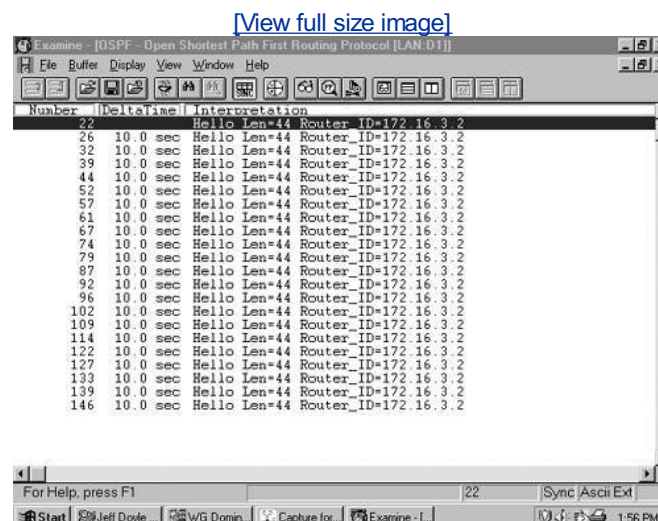 [View full size image]
Examine - [OSPF - Open Shortest Path First Routing Protocol [LAN:D1]]
File Buffer Display View Window Help
Number DeltaTime Interpretation
22 Hello Len=44 Router_ID=172.16.3.2
26 10.0 sec Hello Len=44 Router_ID=172.16.3.2
32 10.0 sec Hello Len=44 Router_ID=172.16.3.2
39 10.0 sec Hello Len=44 Router_ID=172.16.3.2
44 10.0 sec Hello Len=44 Router_ID=172.16.3.2
52 10.0 sec Hello Len=44 Router_ID=172.16.3.2
57 10.0 sec Hello Len=44 Router_ID=172.16.3.2
61 10.0 sec Hello Len=44 Router_ID=172.16.3.2
67 10.0 sec Hello Len=44 Router_ID=172.16.3.2
74 10.0 sec Hello Len=44 Router_ID=172.16.3.2
79 10.0 sec Hello Len=44 Router_ID=172.16.3.2
87 10.0 sec Hello Len=44 Router_ID=172.16.3.2
92 10.0 sec Hello Len=44 Router_ID=172.16.3.2
96 10.0 sec Hello Len=44 Router_ID=172.16.3.2
102 10.0 sec Hello Len=44 Router_ID=172.16.3.2
109 10.0 sec Hello Len=44 Router_ID=172.16.3.2
114 10.0 sec Hello Len=44 Router_ID=172.16.3.2
122 10.0 sec Hello Len=44 Router_ID=172.16.3.2
127 10.0 sec Hello Len=44 Router_ID=172.16.3.2
133 10.0 sec Hello Len=44 Router_ID=172.16.3.2
139 10.0 sec Hello Len=44 Router_ID=172.16.3.2
146 10.0 sec Hello Len=44 Router_ID=172.16.3.2
For Help, press F1 22 Sync Ascii Ext
Start Jeff Doyle ... WG Domin... Capture for... Examine - [... 1:56 PM